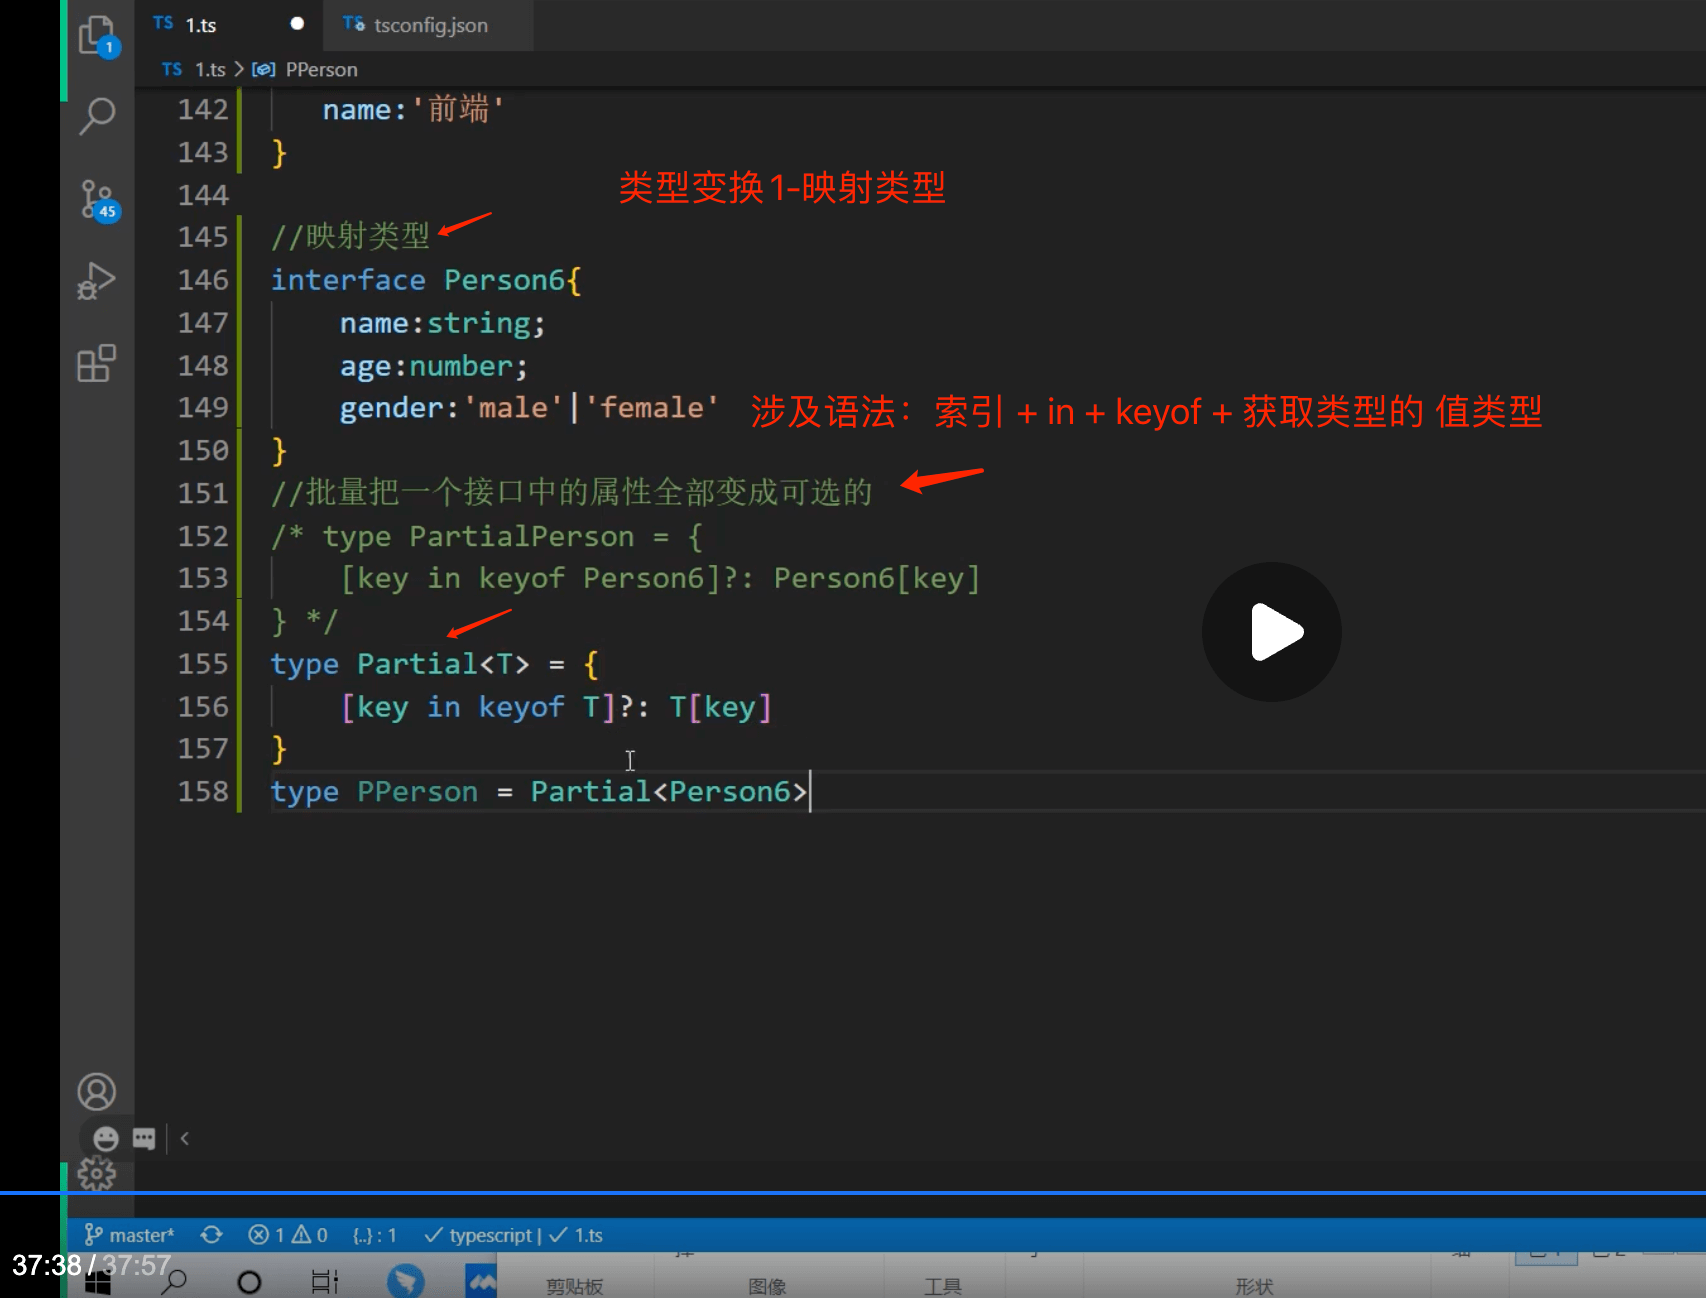 TS 1.ts
TS tsconfig.json
TS 1.ts > PPerson
1
45
142 name:'前端'
143 }
144
类型变换1-映射类型
145 //映射类型
146 interface Person6{
147 name:string;
148 age:number;
149 gender:'male'|'female'
涉及语法：索引 + in + keyof + 获取类型的 值类型
150 }
151 //批量把一个接口中的属性全部变成可选的
152 /* type PartialPerson = {
153 [key in keyof Person6]?: Person6[key]
154 } */
155 type Partial<T> = {
156 [key in keyof T]?: T[key]
157 }
158 type PPerson = Partial<Person6>
master* 1 0 {..} : 1 ✓ typescript | ✓ 1.ts
37:38 / 37:57
剪贴板 图像 工具 形状